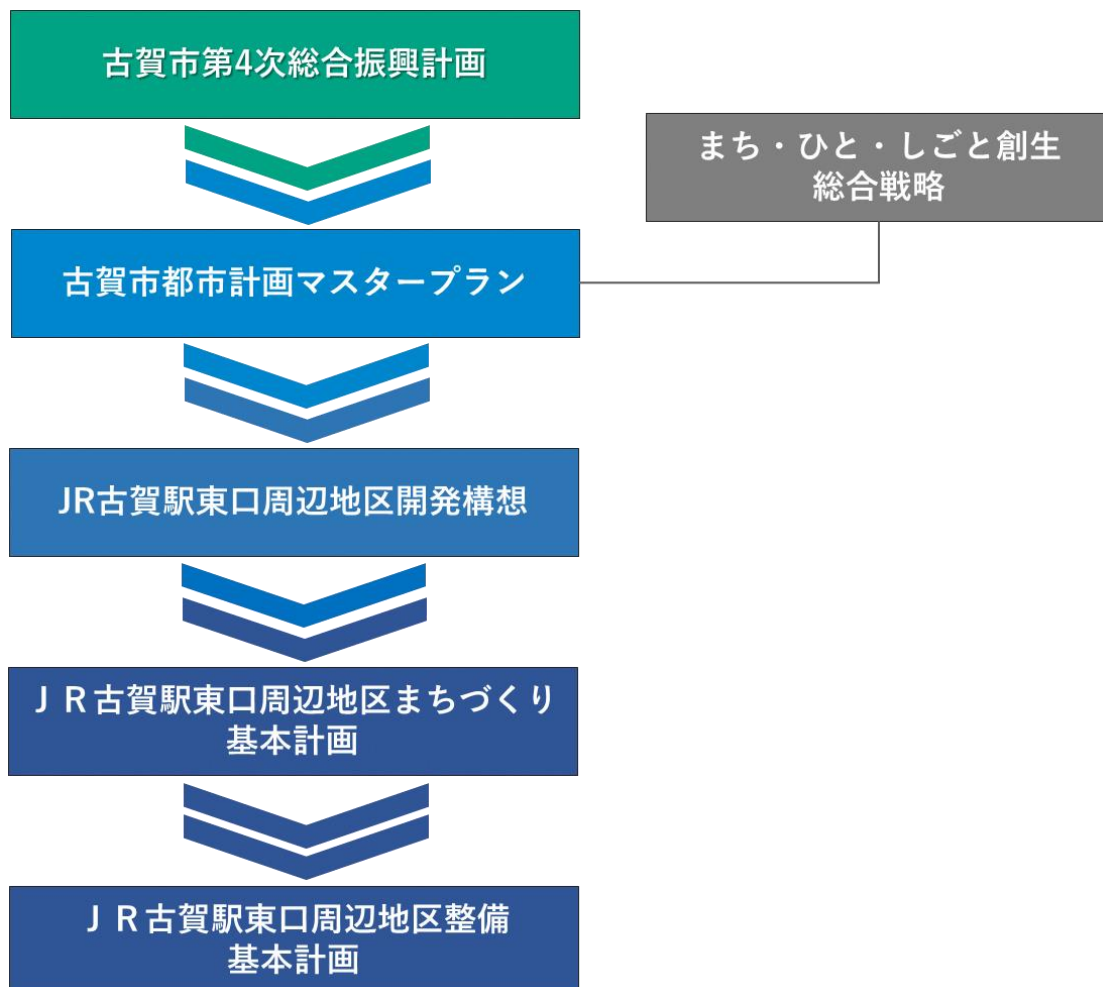 古賀市第4次総合振興計画
まち・ひと・しごと創生
総合戦略
古賀市都市計画マスタープラン
JR古賀駅東口周辺地区開発構想
ＪＲ古賀駅東口周辺地区まちづくり
基本計画
ＪＲ古賀駅東口周辺地区整備
基本計画